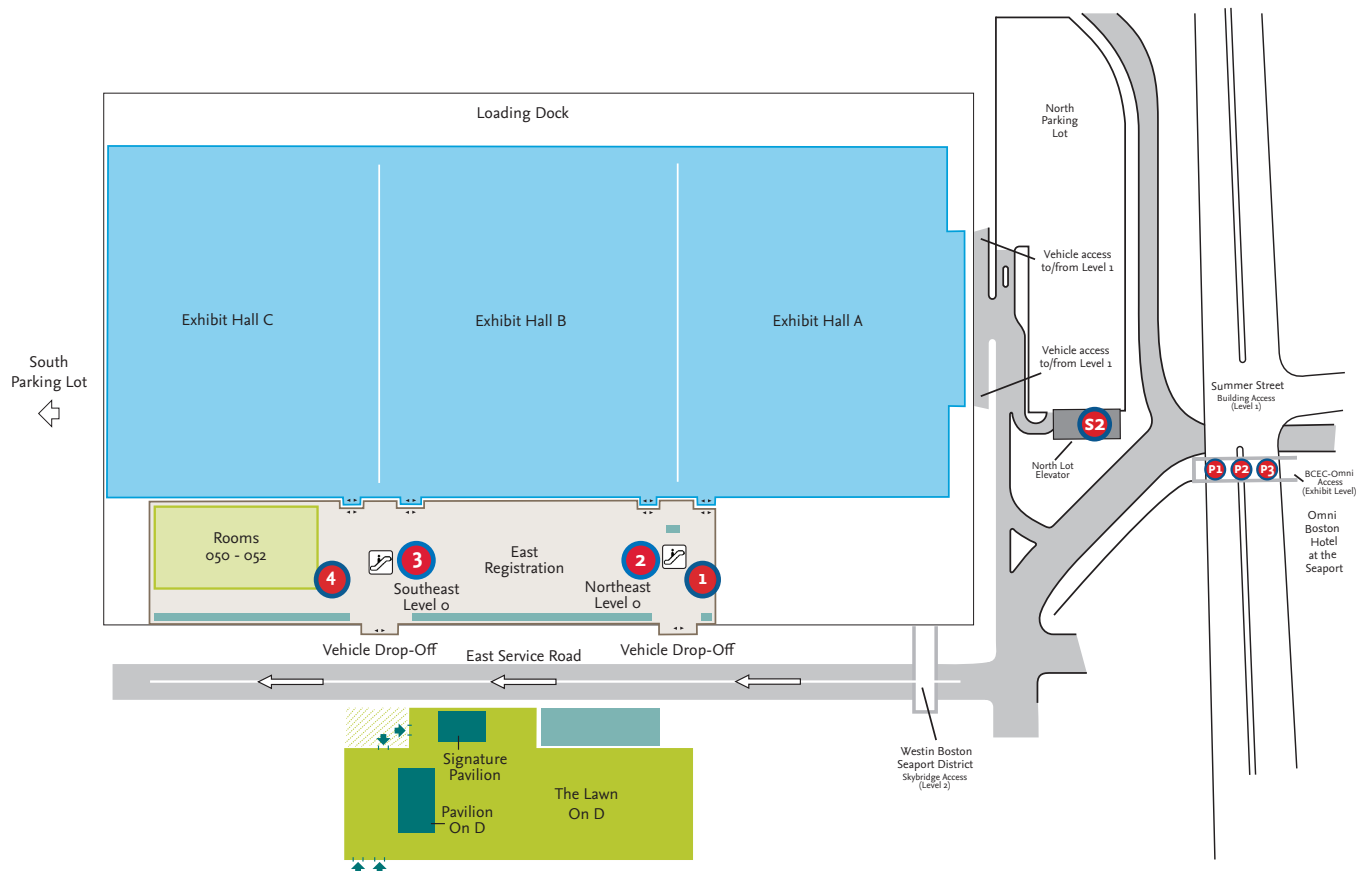 Loading Dock
North
Parking
Lot
Vehicle access
to/from Level 1
Exhibit Hall C
Exhibit Hall B
Exhibit Hall A
South
Parking Lot
Vehicle access
to/from Level 1
Summer Street
Building Access
(Level 1)
S2
North Lot
Elevator
P1
P2
P3
BCEC-Omni
Access
(Exhibit Level)
Omni
Boston
Hotel
at the
Seaport
Rooms
050 - 052
4
3
Southeast
Level 0
East
Registration
2
Northeast
Level 0
1
Vehicle Drop-Off
East Service Road
Vehicle Drop-Off
Signature
Pavilion
Pavilion
On D
The Lawn
On D
Westin Boston
Seaport District
Skybridge Access
(Level 2)